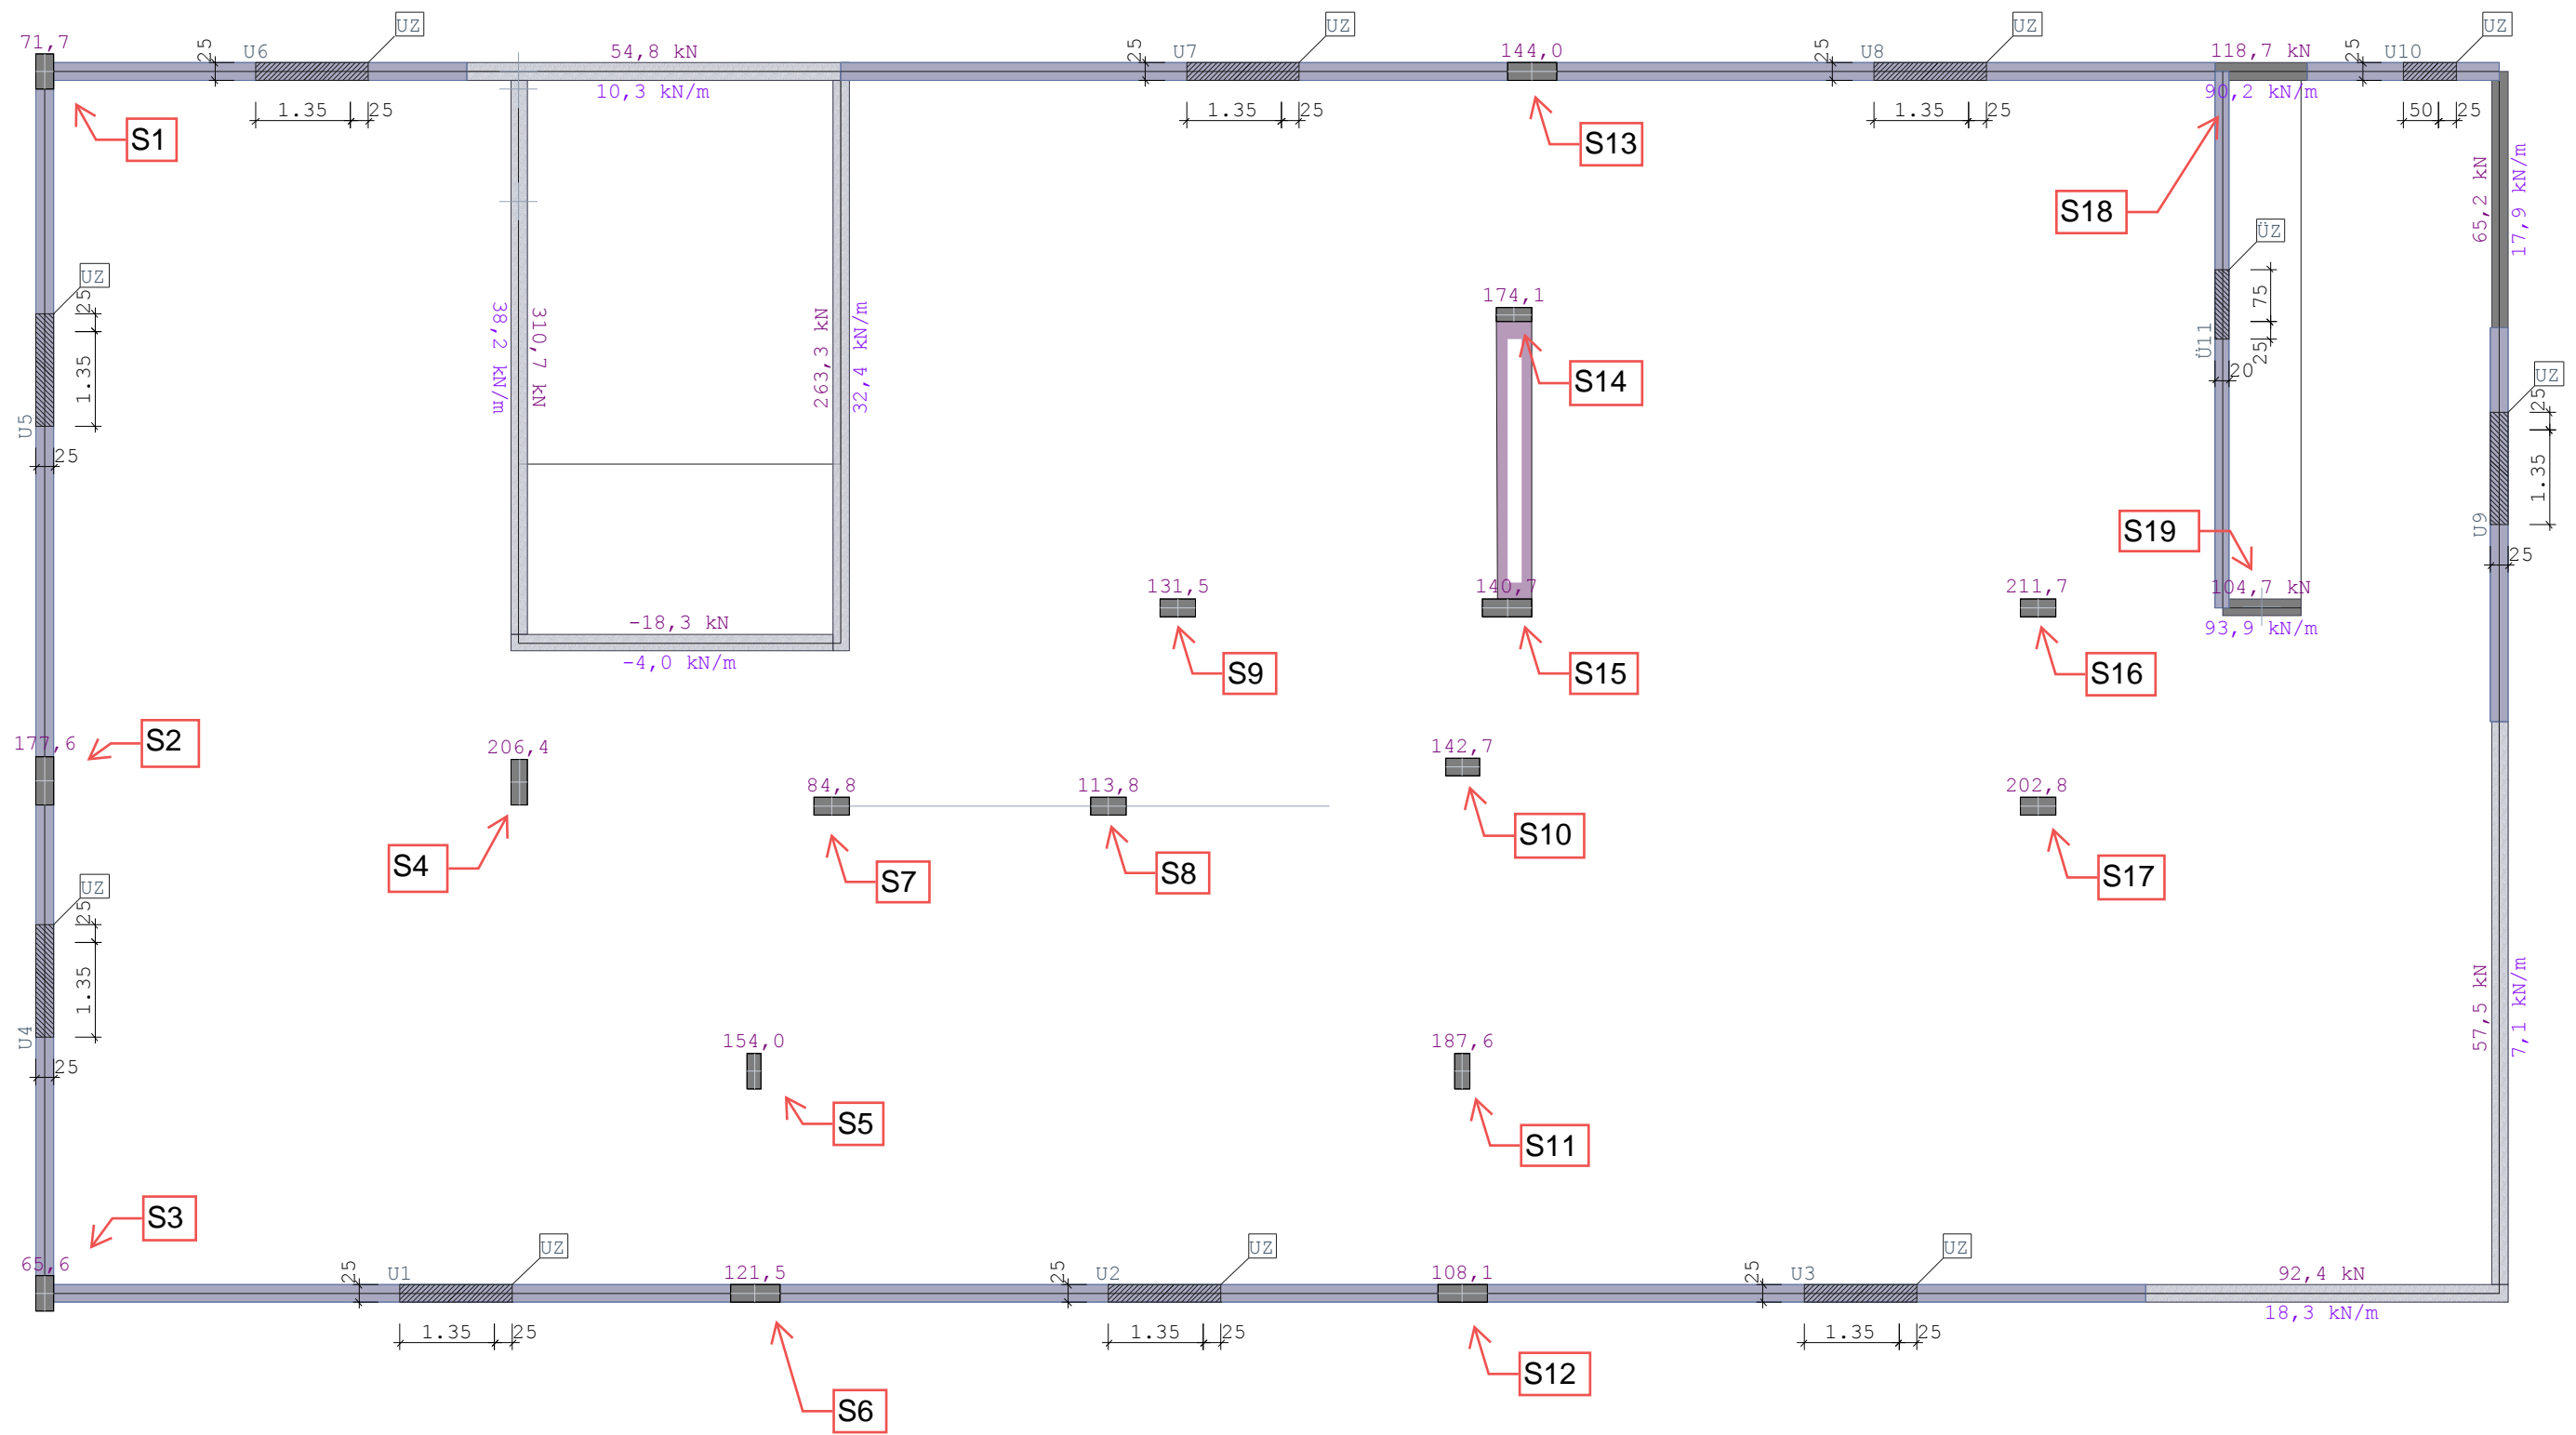 UZ
UZ
UZ
UZ
71,7
25
U6
54,8 kN
25
U7
144,0
25
U8
118,7 kN
25
U10
10,3 kN/m
90,2 kN/m
1.35
25
1.35
25
1.35
25
50
25
S1
S13
S18
65,2 kN
17,9 kN/m
UZ
25
1.35
U5
25
38,2 kN/m
310,7 kN
263,3 kN
32,4 kN/m
174,1
S14
ÜZ
75
25
Ü11
20
UZ
25
1.35
U9
25
S19
131,5
140,7
211,7
104,7 kN
93,9 kN/m
-18,3 kN
-4,0 kN/m
S9
S15
S16
S2
177,6
206,4
84,8
113,8
142,7
202,8
S4
S7
S8
S10
S17
UZ
25
1.35
U4
25
154,0
187,6
57,5 kN
7,1 kN/m
S5
S11
S3
UZ
UZ
UZ
65,6
25
U1
121,5
25
U2
108,1
25
U3
92,4 kN
18,3 kN/m
1.35
25
1.35
25
1.35
25
S6
S12